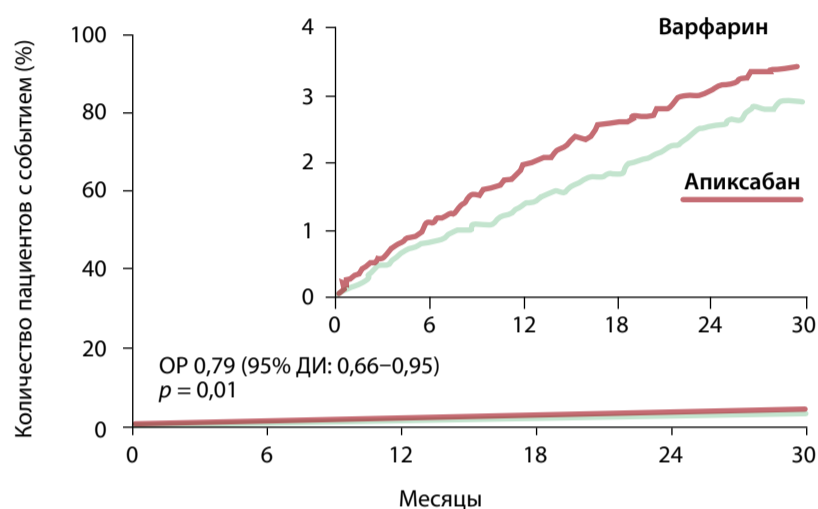 Количество пациентов с событием (%)
100
80
60
40
20
0
4
3
2
1
0
Варфарин
Апиксабан
0 6 12 18 24 30
ОР 0,79 (95% ДИ: 0,66–0,95)
p = 0,01
0 6 12 18 24 30
Месяцы